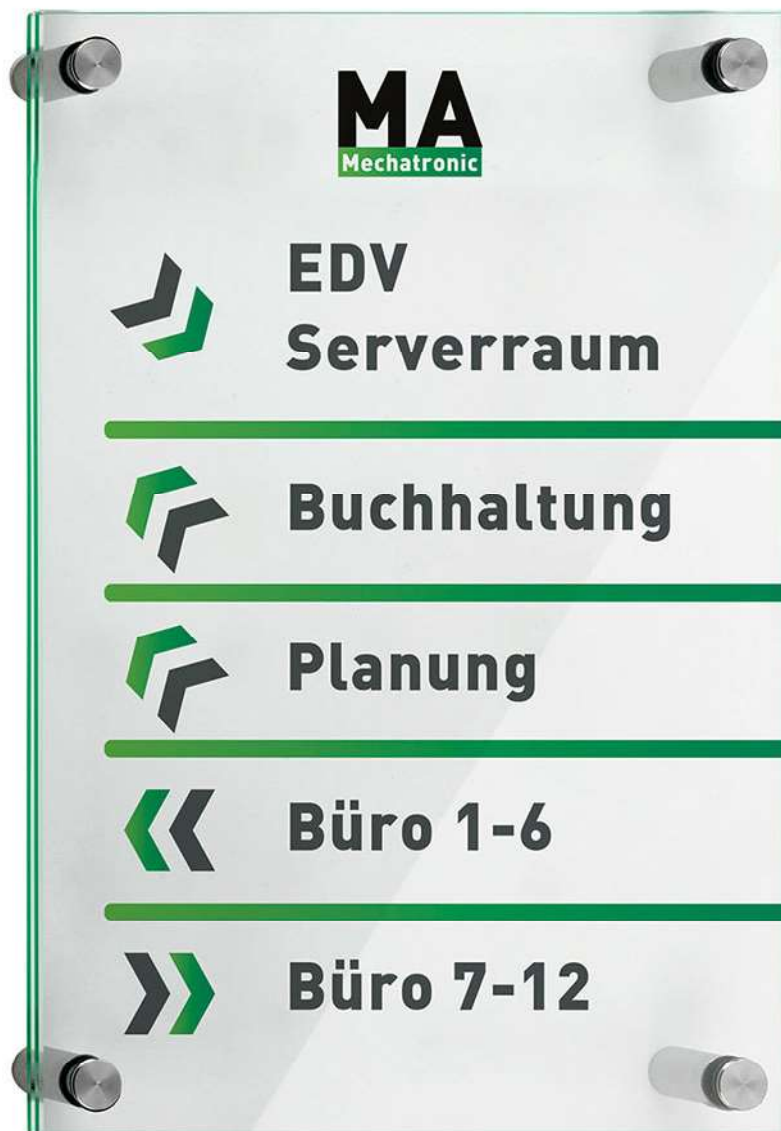 MA
Mechatronic
EDV
Serverraum
Buchhaltung
Planung
Büro 1-6
Büro 7-12